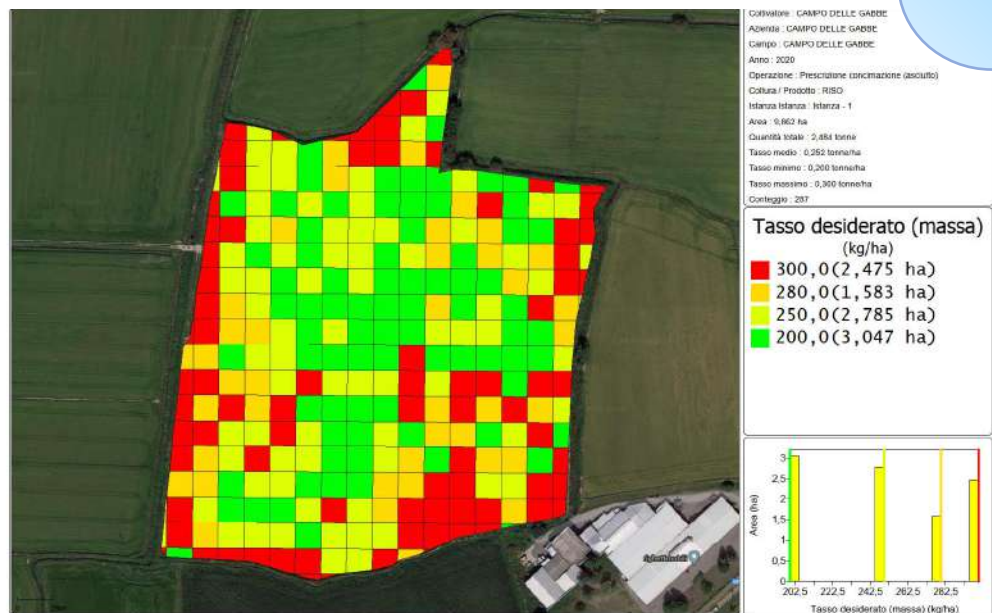 Coltivatore : CAMPO DELLE GABBE
Azienda : CAMPO DELLE GABBE
Campo : CAMPO DELLE GABBE
Anno : 2020
Operazione : Prescrizione concimazione (asciutto)
Coltura / Prodotto : RISO
Istanza Istanza : Istanza - 1
Area : 9,862 ha
Quantità totale : 2,484 tonne
Tasso medio : 0,252 tonne/ha
Tasso minimo : 0,200 tonne/ha
Tasso massimo : 0,300 tonne/ha
Conteggio : 287
Tasso desiderato (massa)
(kg/ha)
300,0(2,475 ha)
280,0(1,583 ha)
250,0(2,785 ha)
200,0(3,047 ha)
Area (ha)
3
2,5
2
1,5
1
0,5
0
202,5 222,5 242,5 262,5 282,5
Tasso desiderato (massa) (kg/ha)